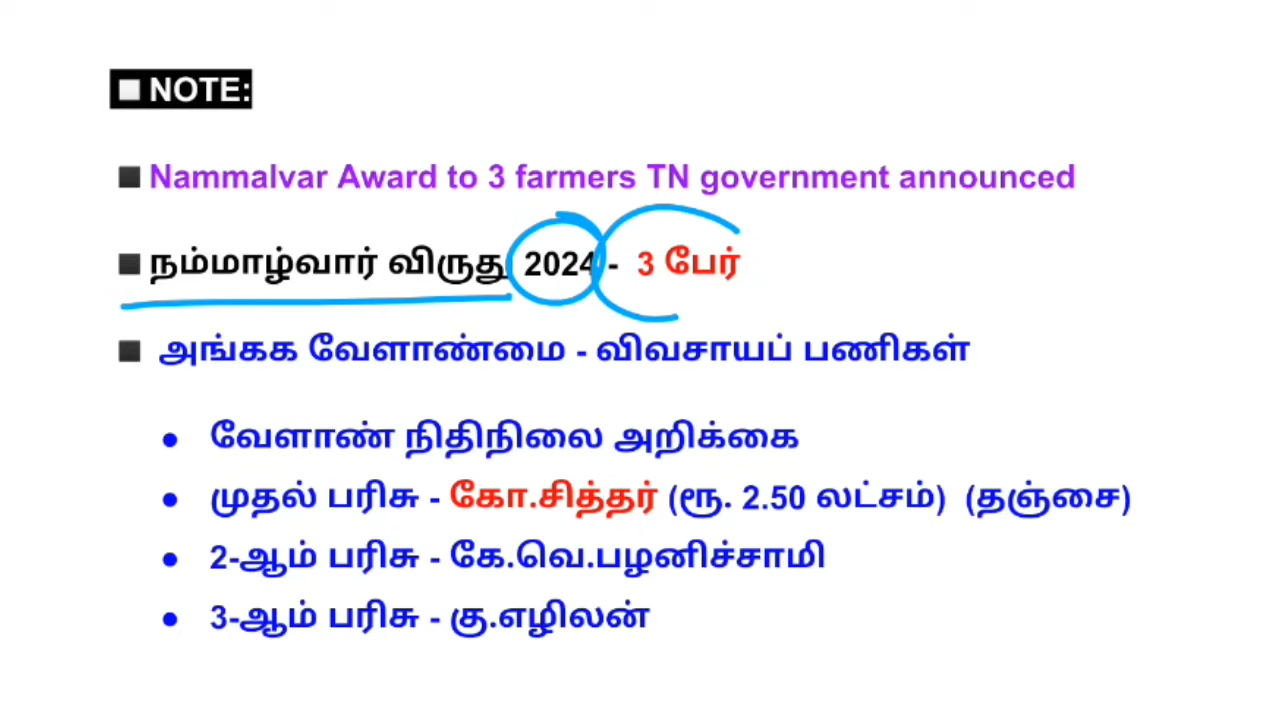 NOTE:
Nammalvar Award to 3 farmers TN government announced
நம்மாழ்வார் விருது 2024 - 3 பேர்
அங்கக வேளாண்மை - விவசாயப் பணிகள்
வேளாண் நிதிநிலை அறிக்கை
முதல் பரிசு - கோ.சித்தர் (ரூ. 2.50 லட்சம்) (தஞ்சை)
2-ஆம் பரிசு - கே.வெ.பழனிச்சாமி
3-ஆம் பரிசு - கு.எழிலன்